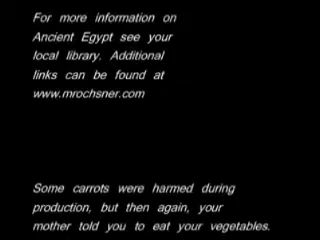 For more information on
Ancient Egypt see your
local library. Additional
links can be found at
www.mrochsner.com
Some carrots were harmed during
production, but then again, your
mother told you to eat your vegetables.